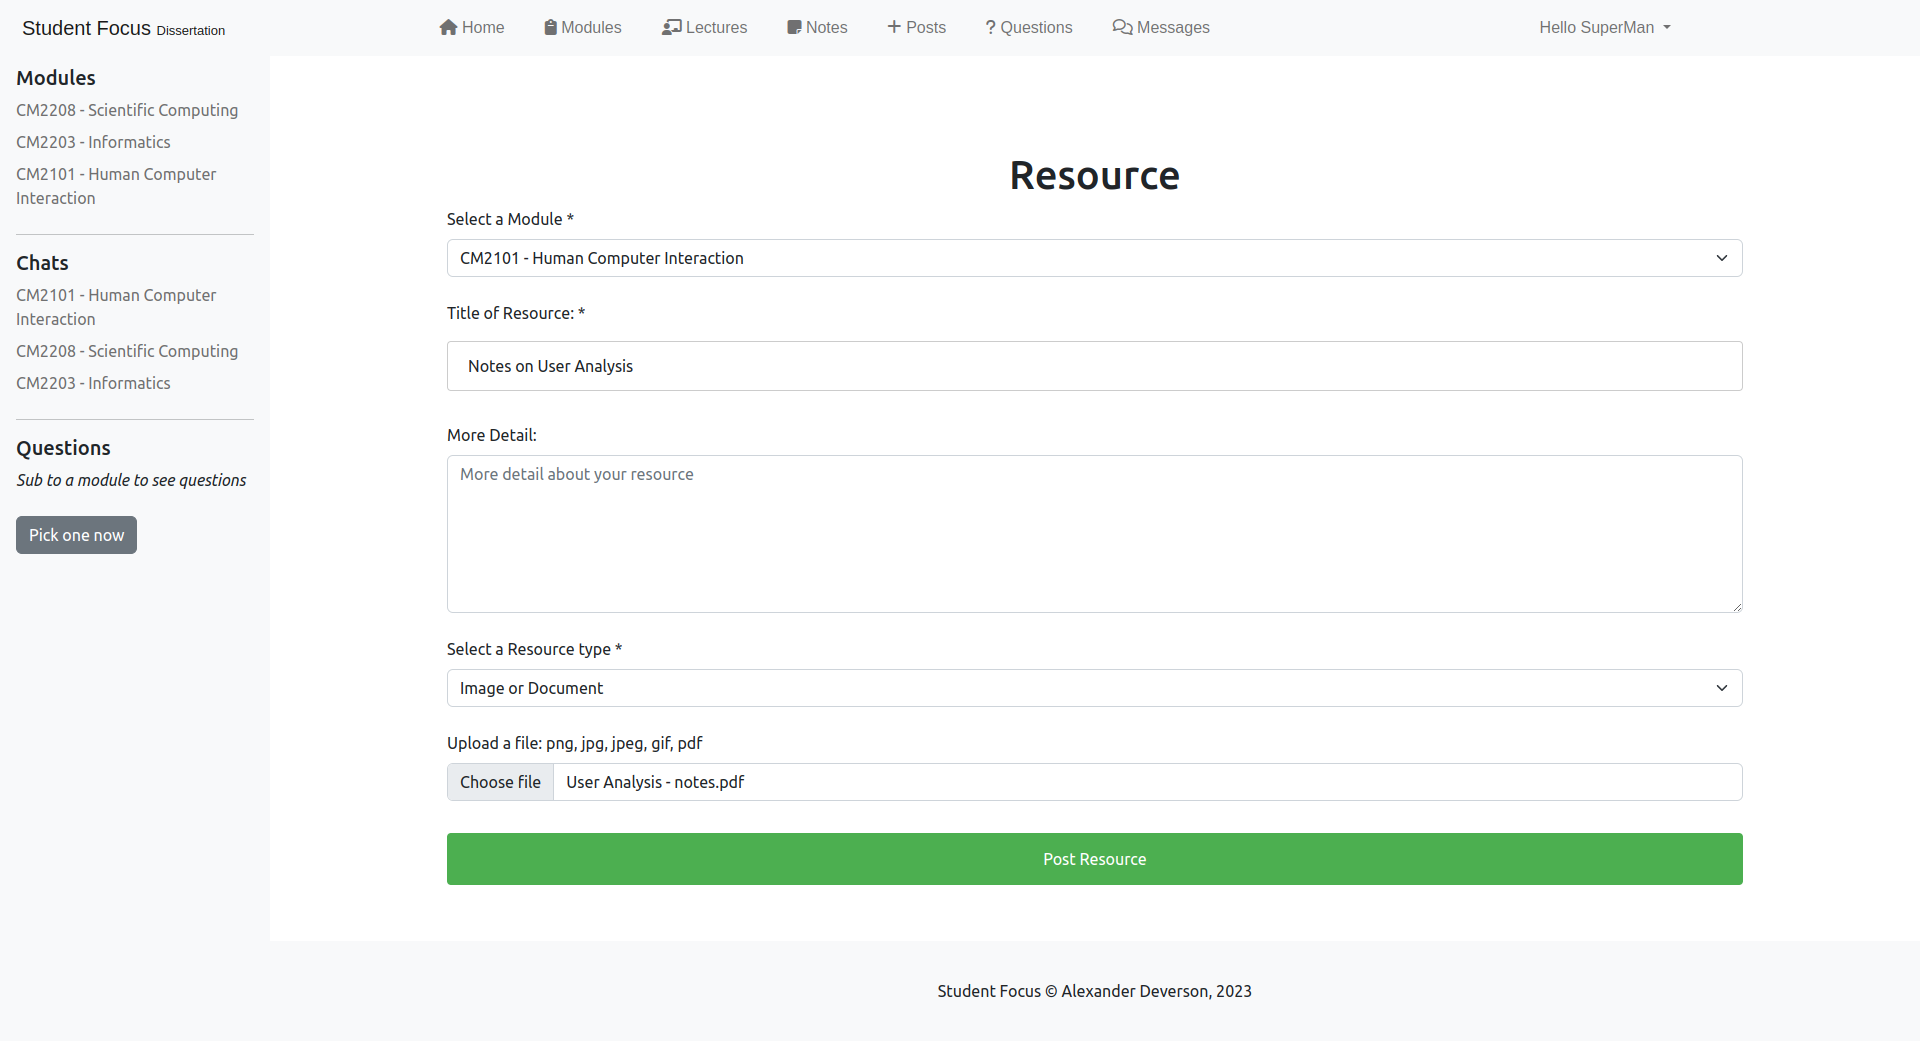 Student Focus Dissertation
Home Modules Lectures Notes Posts Questions Messages Hello SuperMan
Modules
CM2208 - Scientific Computing
CM2203 - Informatics
CM2101 - Human Computer
Interaction
Chats
CM2101 - Human Computer
Interaction
CM2208 - Scientific Computing
CM2203 - Informatics
Questions
Sub to a module to see questions
Pick one now
Resource
Select a Module *
CM2101 - Human Computer Interaction
Title of Resource: *
Notes on User Analysis
More Detail:
More detail about your resource
Select a Resource type *
Image or Document
Upload a file: png, jpg, jpeg, gif, pdf
Choose file User Analysis - notes.pdf
Post Resource
Student Focus © Alexander Deverson, 2023